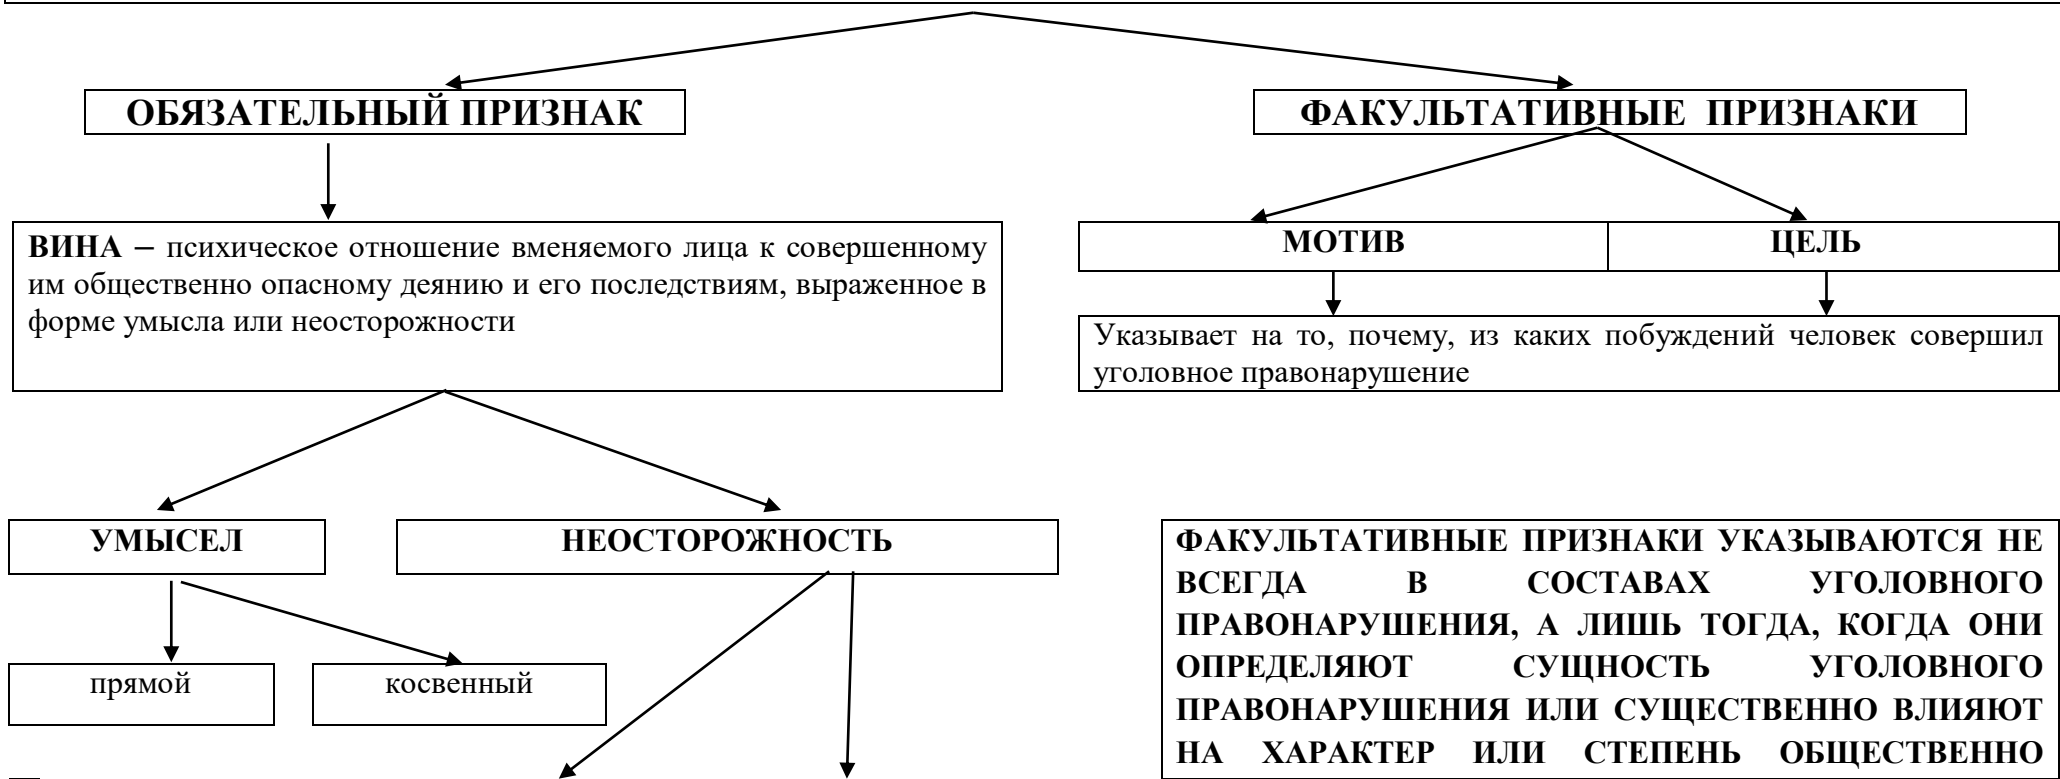 ОБЯЗАТЕЛЬНЫЙ ПРИЗНАК
ФАКУЛЬТАТИВНЫЕ ПРИЗНАКИ
ВИНА – психическое отношение вменяемого лица к совершенному
им общественно опасному деянию и его последствиям, выраженное в
форме умысла или неосторожности
МОТИВ
ЦЕЛЬ
Указывает на то, почему, из каких побуждений человек совершил
уголовное правонарушение
УМЫСЕЛ
НЕОСТОРОЖНОСТЬ
прямой
косвенный
ФАКУЛЬТАТИВНЫЕ ПРИЗНАКИ УКАЗЫВАЮТСЯ НЕ
ВСЕГДА В СОСТАВАХ УГОЛОВНОГО
ПРАВОНАРУШЕНИЯ, А ЛИШЬ ТОГДА, КОГДА ОНИ
ОПРЕДЕЛЯЮТ СУЩНОСТЬ УГОЛОВНОГО
ПРАВОНАРУШЕНИЯ ИЛИ СУЩЕСТВЕННО ВЛИЯЮТ
НА ХАРАКТЕР ИЛИ СТЕПЕНЬ ОБЩЕСТВЕННО